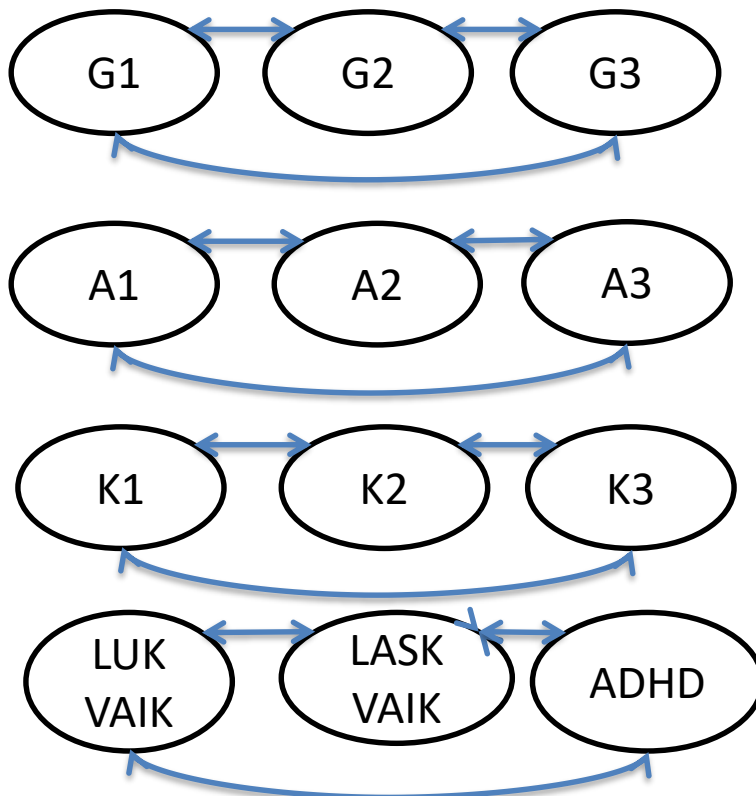 G1 G2 G3
A1 A2 A3
K1 K2 K3
LUK LASK ADHD
VAIK VAIK